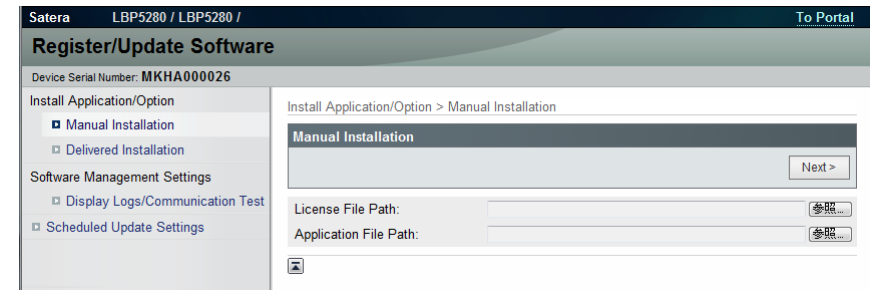 Satera LBP5280 / LBP5280 / To Portal
Register/Update Software
Device Serial Number: MKHA000026
Install Application/Option
Manual Installation
Delivered Installation
Software Management Settings
Display Logs/Communication Test
Scheduled Update Settings
Install Application/Option > Manual Installation
Manual Installation
Next >
License File Path: 参照...
Application File Path: 参照...